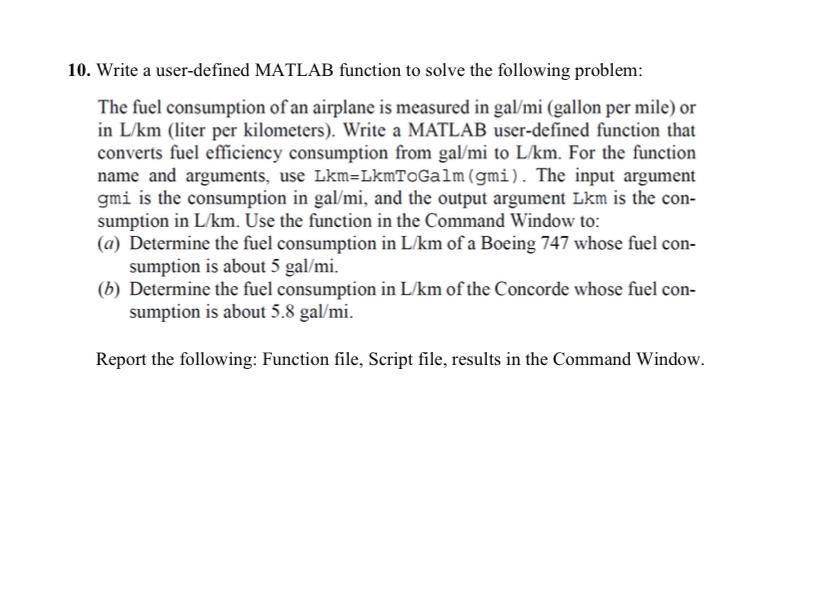 10. Write a user-defined MATLAB function to solve the following problem:
The fuel consumption of an airplane is measured in gal/mi (gallon per mile) or
in L/km (liter per kilometers). Write a MATLAB user-defined function that
converts fuel efficiency consumption from gal/mi to L/km. For the function
name and arguments, use Lkm=LkmToGalm(gmi). The input argument
gmi is the consumption in gal/mi, and the output argument Lkm is the con-
sumption in L/km. Use the function in the Command Window to:
(a) Determine the fuel consumption in L/km of a Boeing 747 whose fuel con-
sumption is about 5 gal/mi.
(b) Determine the fuel consumption in L/km of the Concorde whose fuel con-
sumption is about 5.8 gal/mi.
Report the following: Function file, Script file, results in the Command Window.